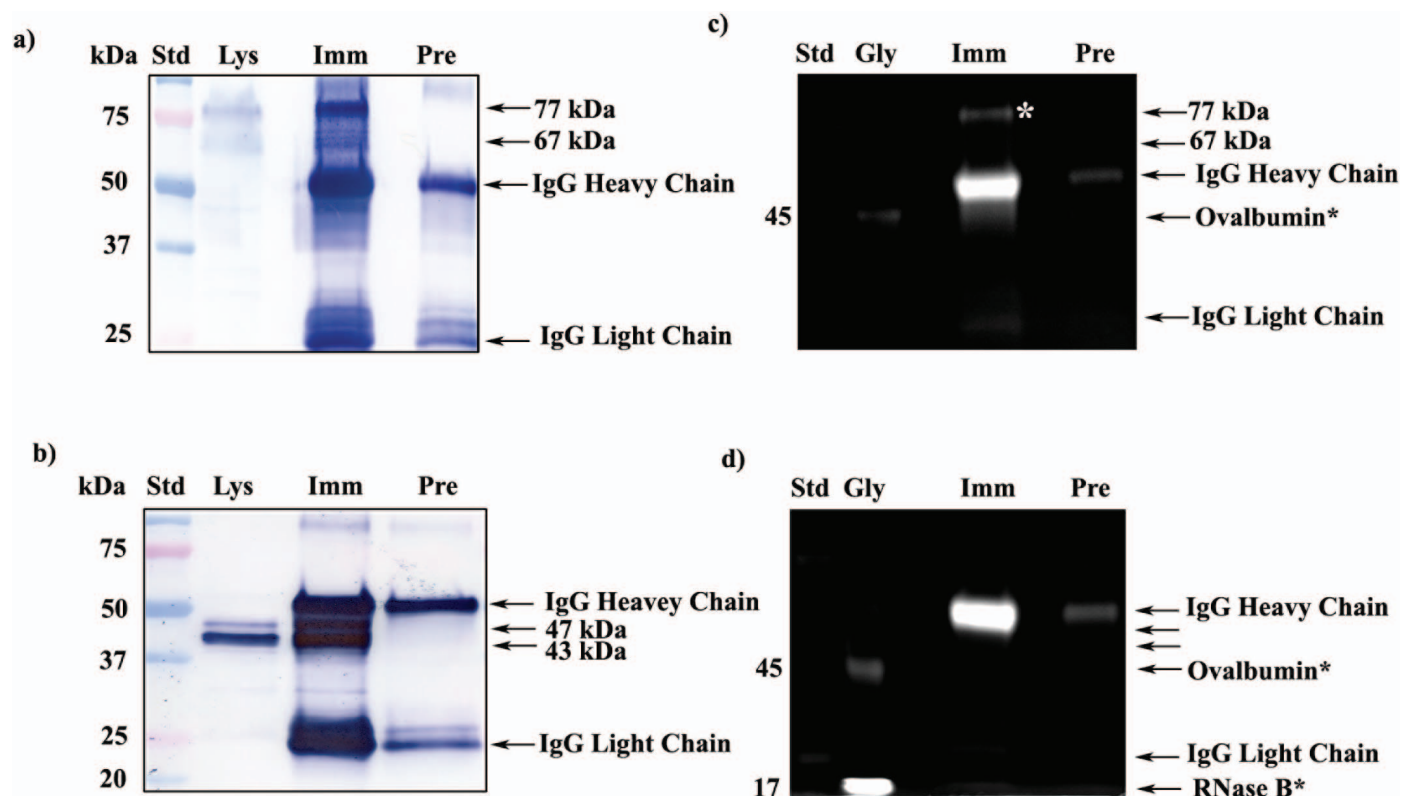 a)
kDa Std Lys Imm Pre
75
50
37
25
77 kDa
67 kDa
IgG Heavy Chain
IgG Light Chain
c)
Std Gly Imm Pre
45
*
77 kDa
67 kDa
IgG Heavy Chain
Ovalbumin*
IgG Light Chain
b)
kDa Std Lys Imm Pre
75
50
37
25
20
IgG Heavey Chain
47 kDa
43 kDa
IgG Light Chain
d)
Std Gly Imm Pre
45
17
IgG Heavy Chain
Ovalbumin*
IgG Light Chain
RNase B*